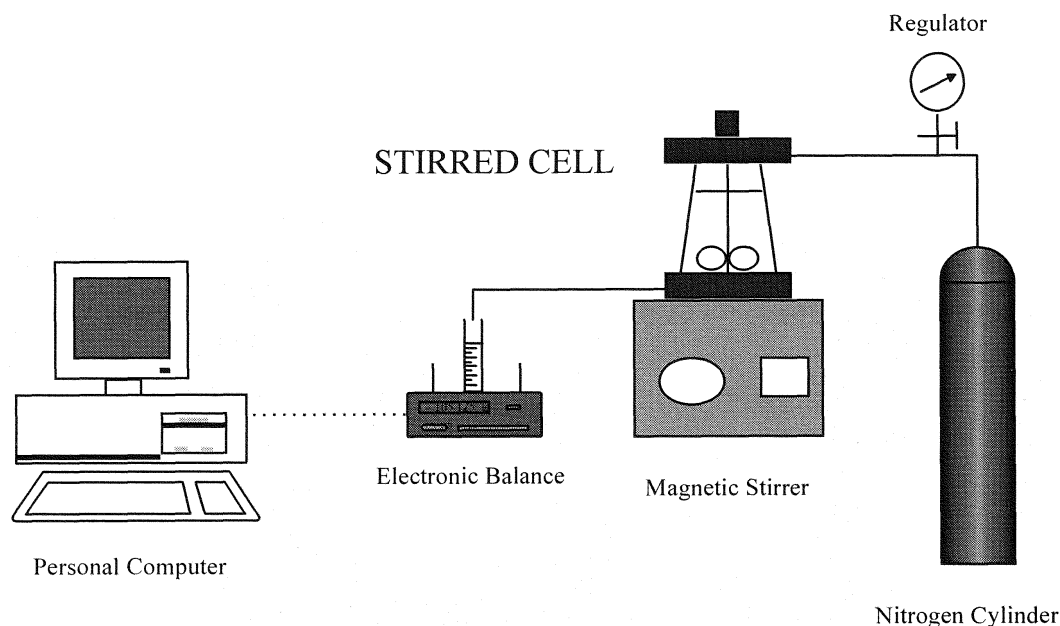 Regulator
STIRRED CELL
Electronic Balance
Magnetic Stirrer
Personal Computer
Nitrogen Cylinder